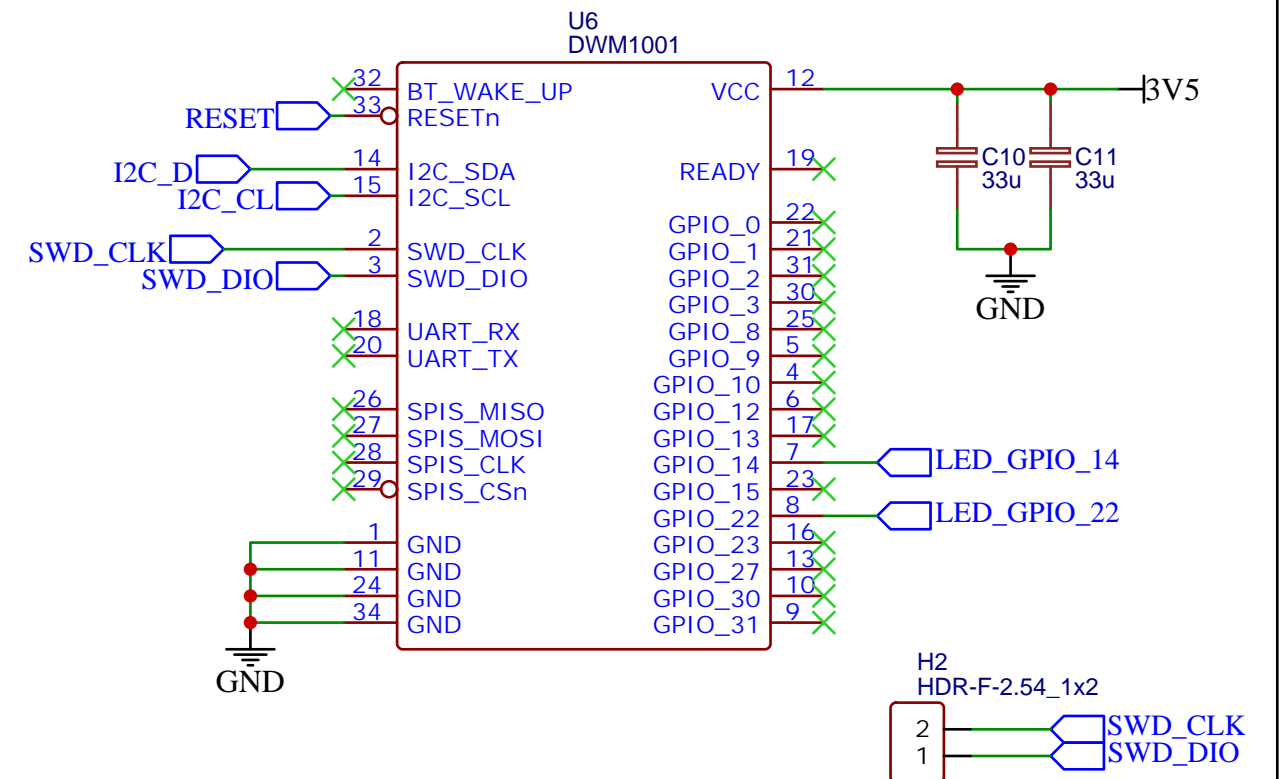 U6
DWM1001
32 BT_WAKE_UP VCC 12 3V5
RESET 33 RESETn
I2C_D 14 I2C_SDA READY 19 C10 C11
I2C_CL 15 I2C_SCL 33u 33u
GPIO_0 22
SWD_CLK 2 SWD_CLK GPIO_1 21
SWD_DIO 3 SWD_DIO GPIO_2 31
GPIO_3 30 GND
18 UART_RX GPIO_8 25
20 UART_TX GPIO_9 5
GPIO_10 4
26 SPIS_MISO GPIO_12 6
27 SPIS_MOSI GPIO_13 17
28 SPIS_CLK GPIO_14 7 LED_GPIO_14
29 SPIS_CSn GPIO_15 23
GPIO_22 8 LED_GPIO_22
1 GND GPIO_23 16
11 GND GPIO_27 13
24 GND GPIO_30 10
34 GND GPIO_31 9
GND
H2
HDR-F-2.54_1x2
2 SWD_CLK
1 SWD_DIO